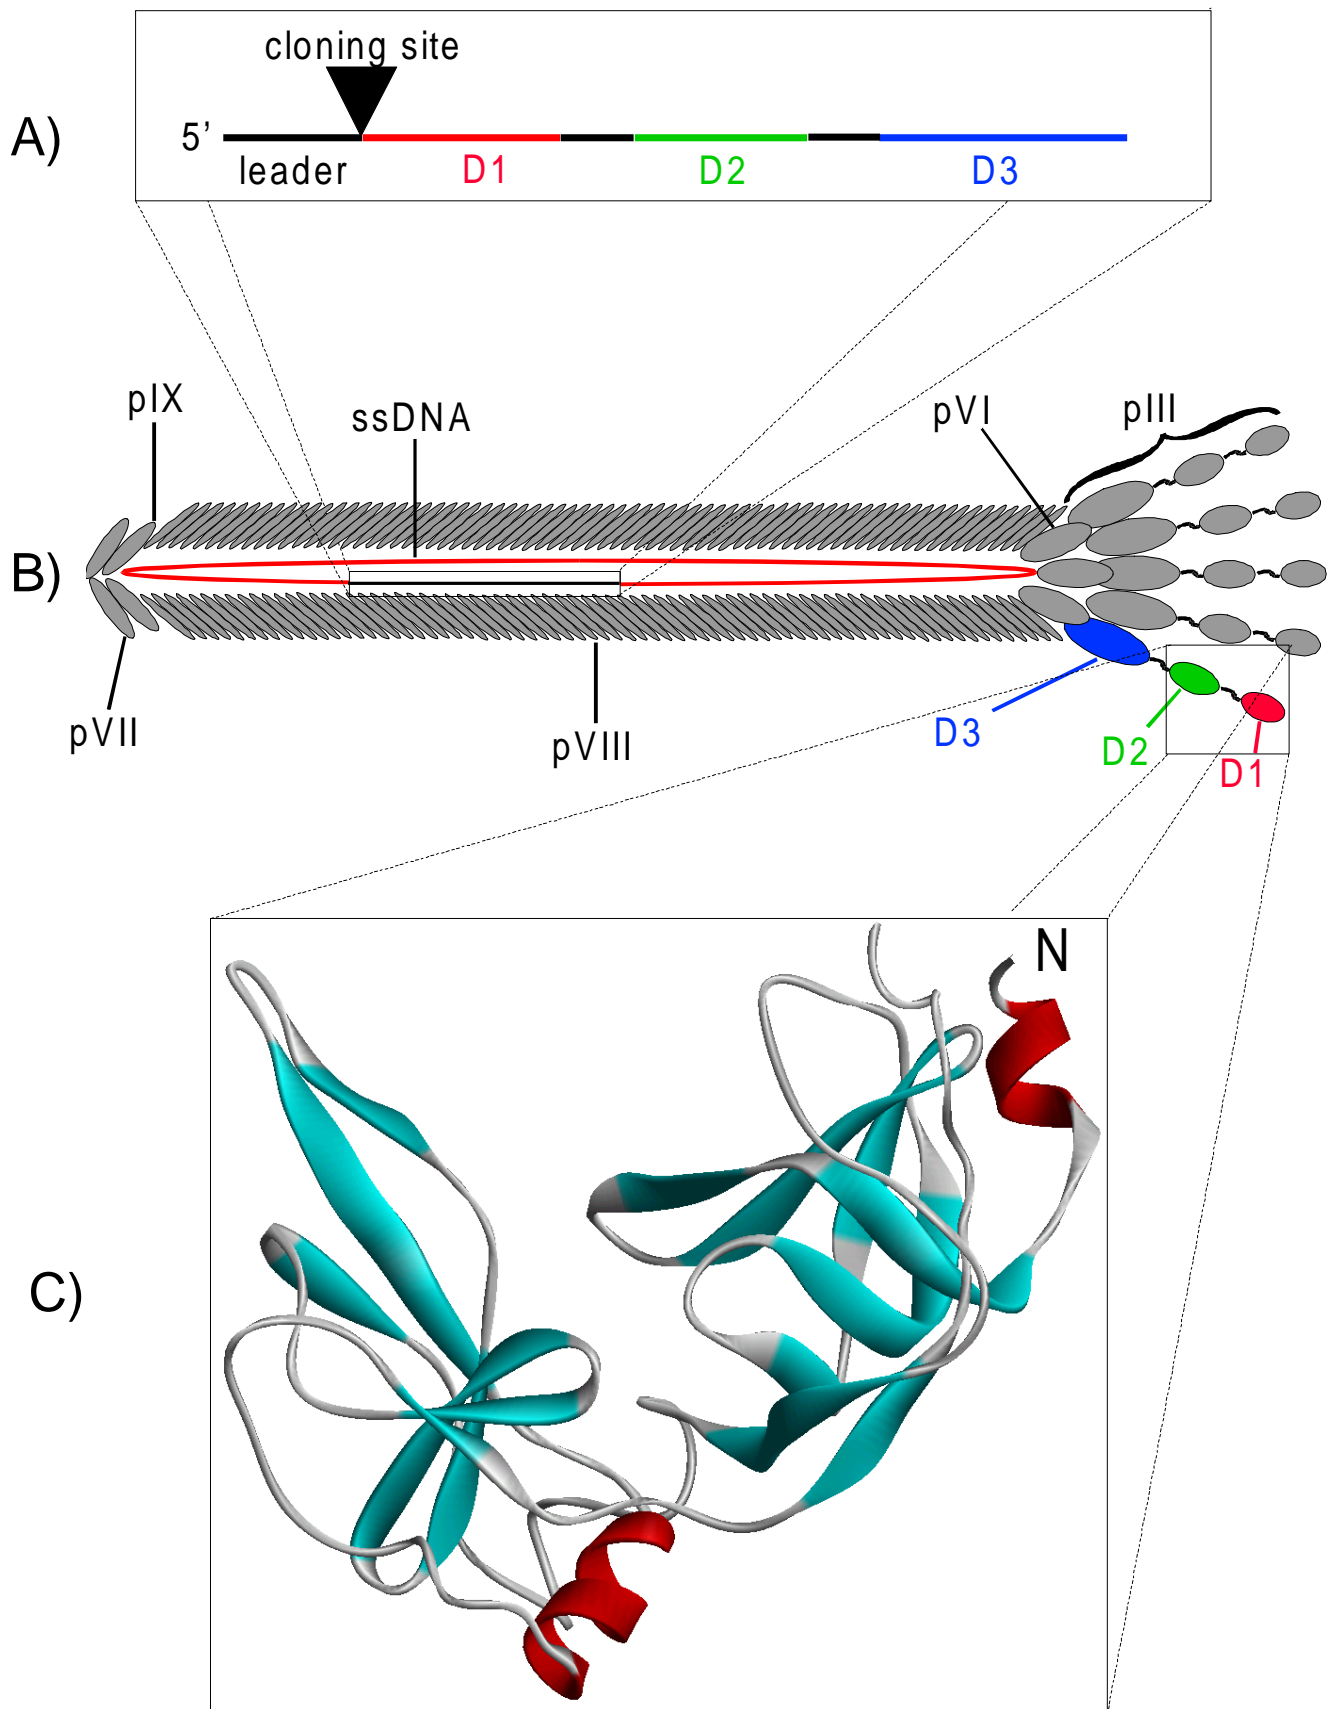 A)
cloning site
5’
leader
D1
D2
D3
B)
pIX
ssDNA
pVI
pIII
pVII
pVIII
D3
D2
D1
C)
N